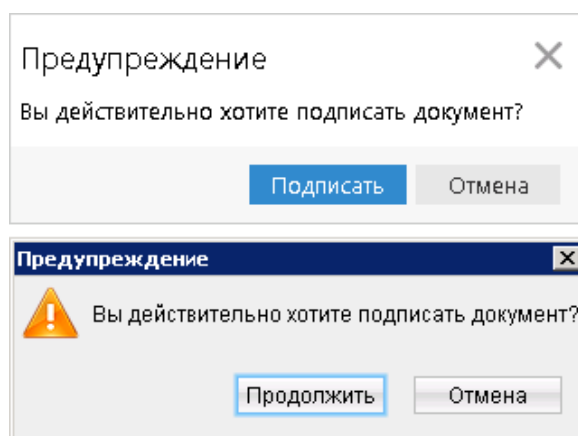 Предупреждение
Вы действительно хотите подписать документ?
Подписать Отмена
Предупреждение
Вы действительно хотите подписать документ?
Продолжить Отмена